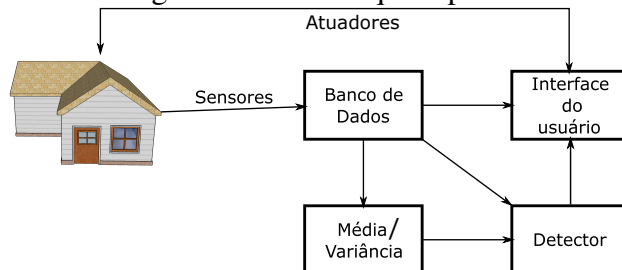 Atuadores
Sensores
Banco de
Dados
Interface
do
usuário
Média/
Variância
Detector